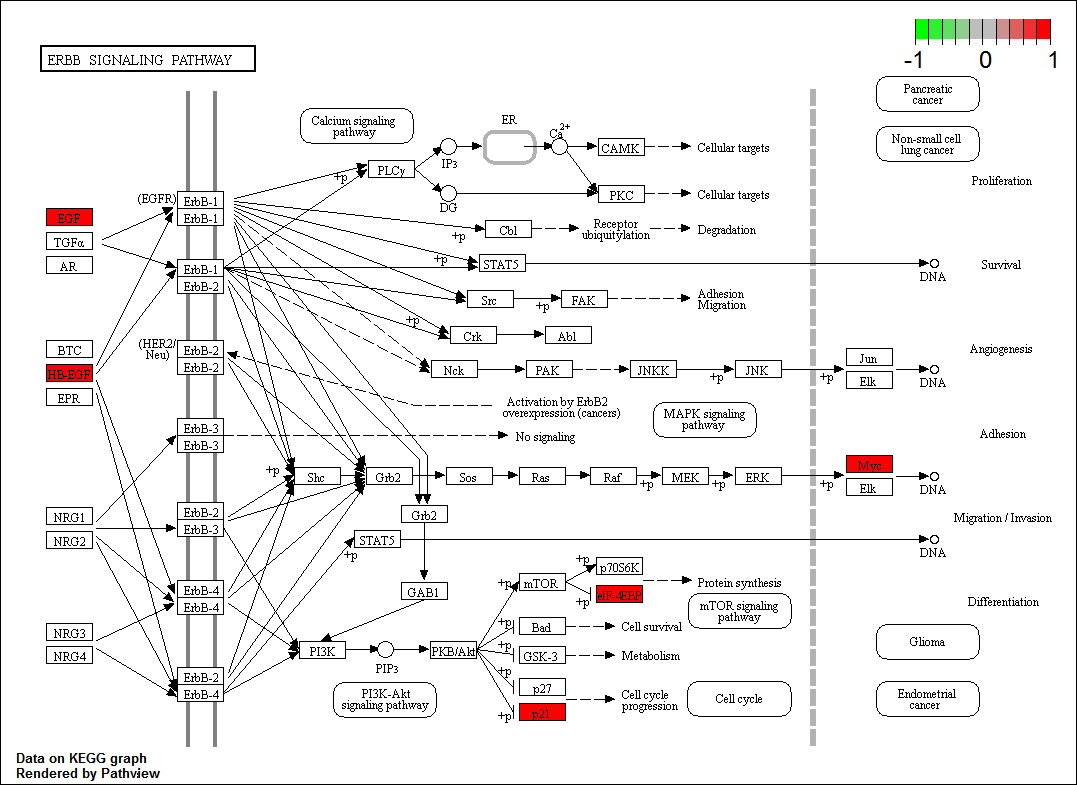 ERBB SIGNALING PATHWAY
-1 0 1
Pancreatic
cancer
Non-small cell
lung cancer
Proliferation
Survival
Angiogenesis
Adhesion
Migration / Invasion
Differentiation
Glioma
Endometrial
cancer
Calcium signaling
pathway
ER
Ca2+
IP3
DG
+p
PLCγ
CAMK
Cellular targets
PKC
Cellular targets
(EGFR)
ErbB-1
ErbB-1
EGF
TGFα
AR
+p
Cbl
Receptor
ubiquitylation
Degradation
ErbB-1
ErbB-2
+p
STAT5
DNA
Src
+p
FAK
Adhesion
Migration
+p
Crk
Abl
BTC
HB-EGF
EPR
(HER2/
Neu)
ErbB-2
ErbB-2
Nck
PAK
JNKK
+p
JNK
+p
Jun
Elk
DNA
Activation by ErbB2
overexpression (cancers)
MAPK signaling
pathway
ErbB-3
ErbB-3
No signaling
+p
Shc
Grb2
Sos
Ras
Raf
+p
MEK
+p
ERK
+p
Myc
Elk
DNA
NRG1
NRG2
ErbB-2
ErbB-3
Grb2
STAT5
+p
DNA
ErbB-4
ErbB-4
GAB1
+p
mTOR
+p
p70S6K
+p
eIF-4EBP
Protein synthesis
mTOR signaling
pathway
NRG3
NRG4
ErbB-2
ErbB-4
PI3K
PIP3
PKB/Akt
+p
Bad
Cell survival
+p
GSK-3
Metabolism
+p
p27
+p
p21
Cell cycle
progression
Cell cycle
PI3K-Akt
signaling pathway
Data on KEGG graph
Rendered by Pathview